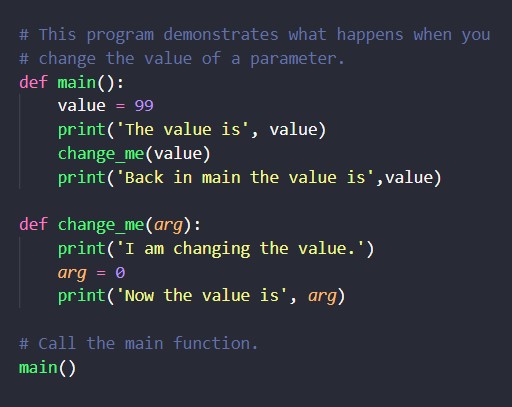 # This program demonstrates what happens when you
# change the value of a parameter.
def main():
    value = 99
    print('The value is', value)
    change_me(value)
    print('Back in main the value is',value)

def change_me(arg):
    print('I am changing the value.')
    arg = 0
    print('Now the value is', arg)

# Call the main function.
main()